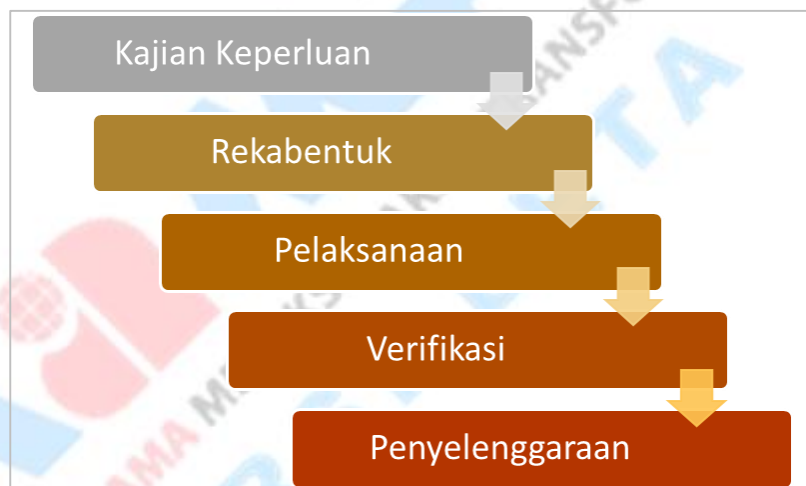 Kajian Keperluan
Rekabentuk
Pelaksanaan
Verifikasi
Penyelenggaraan